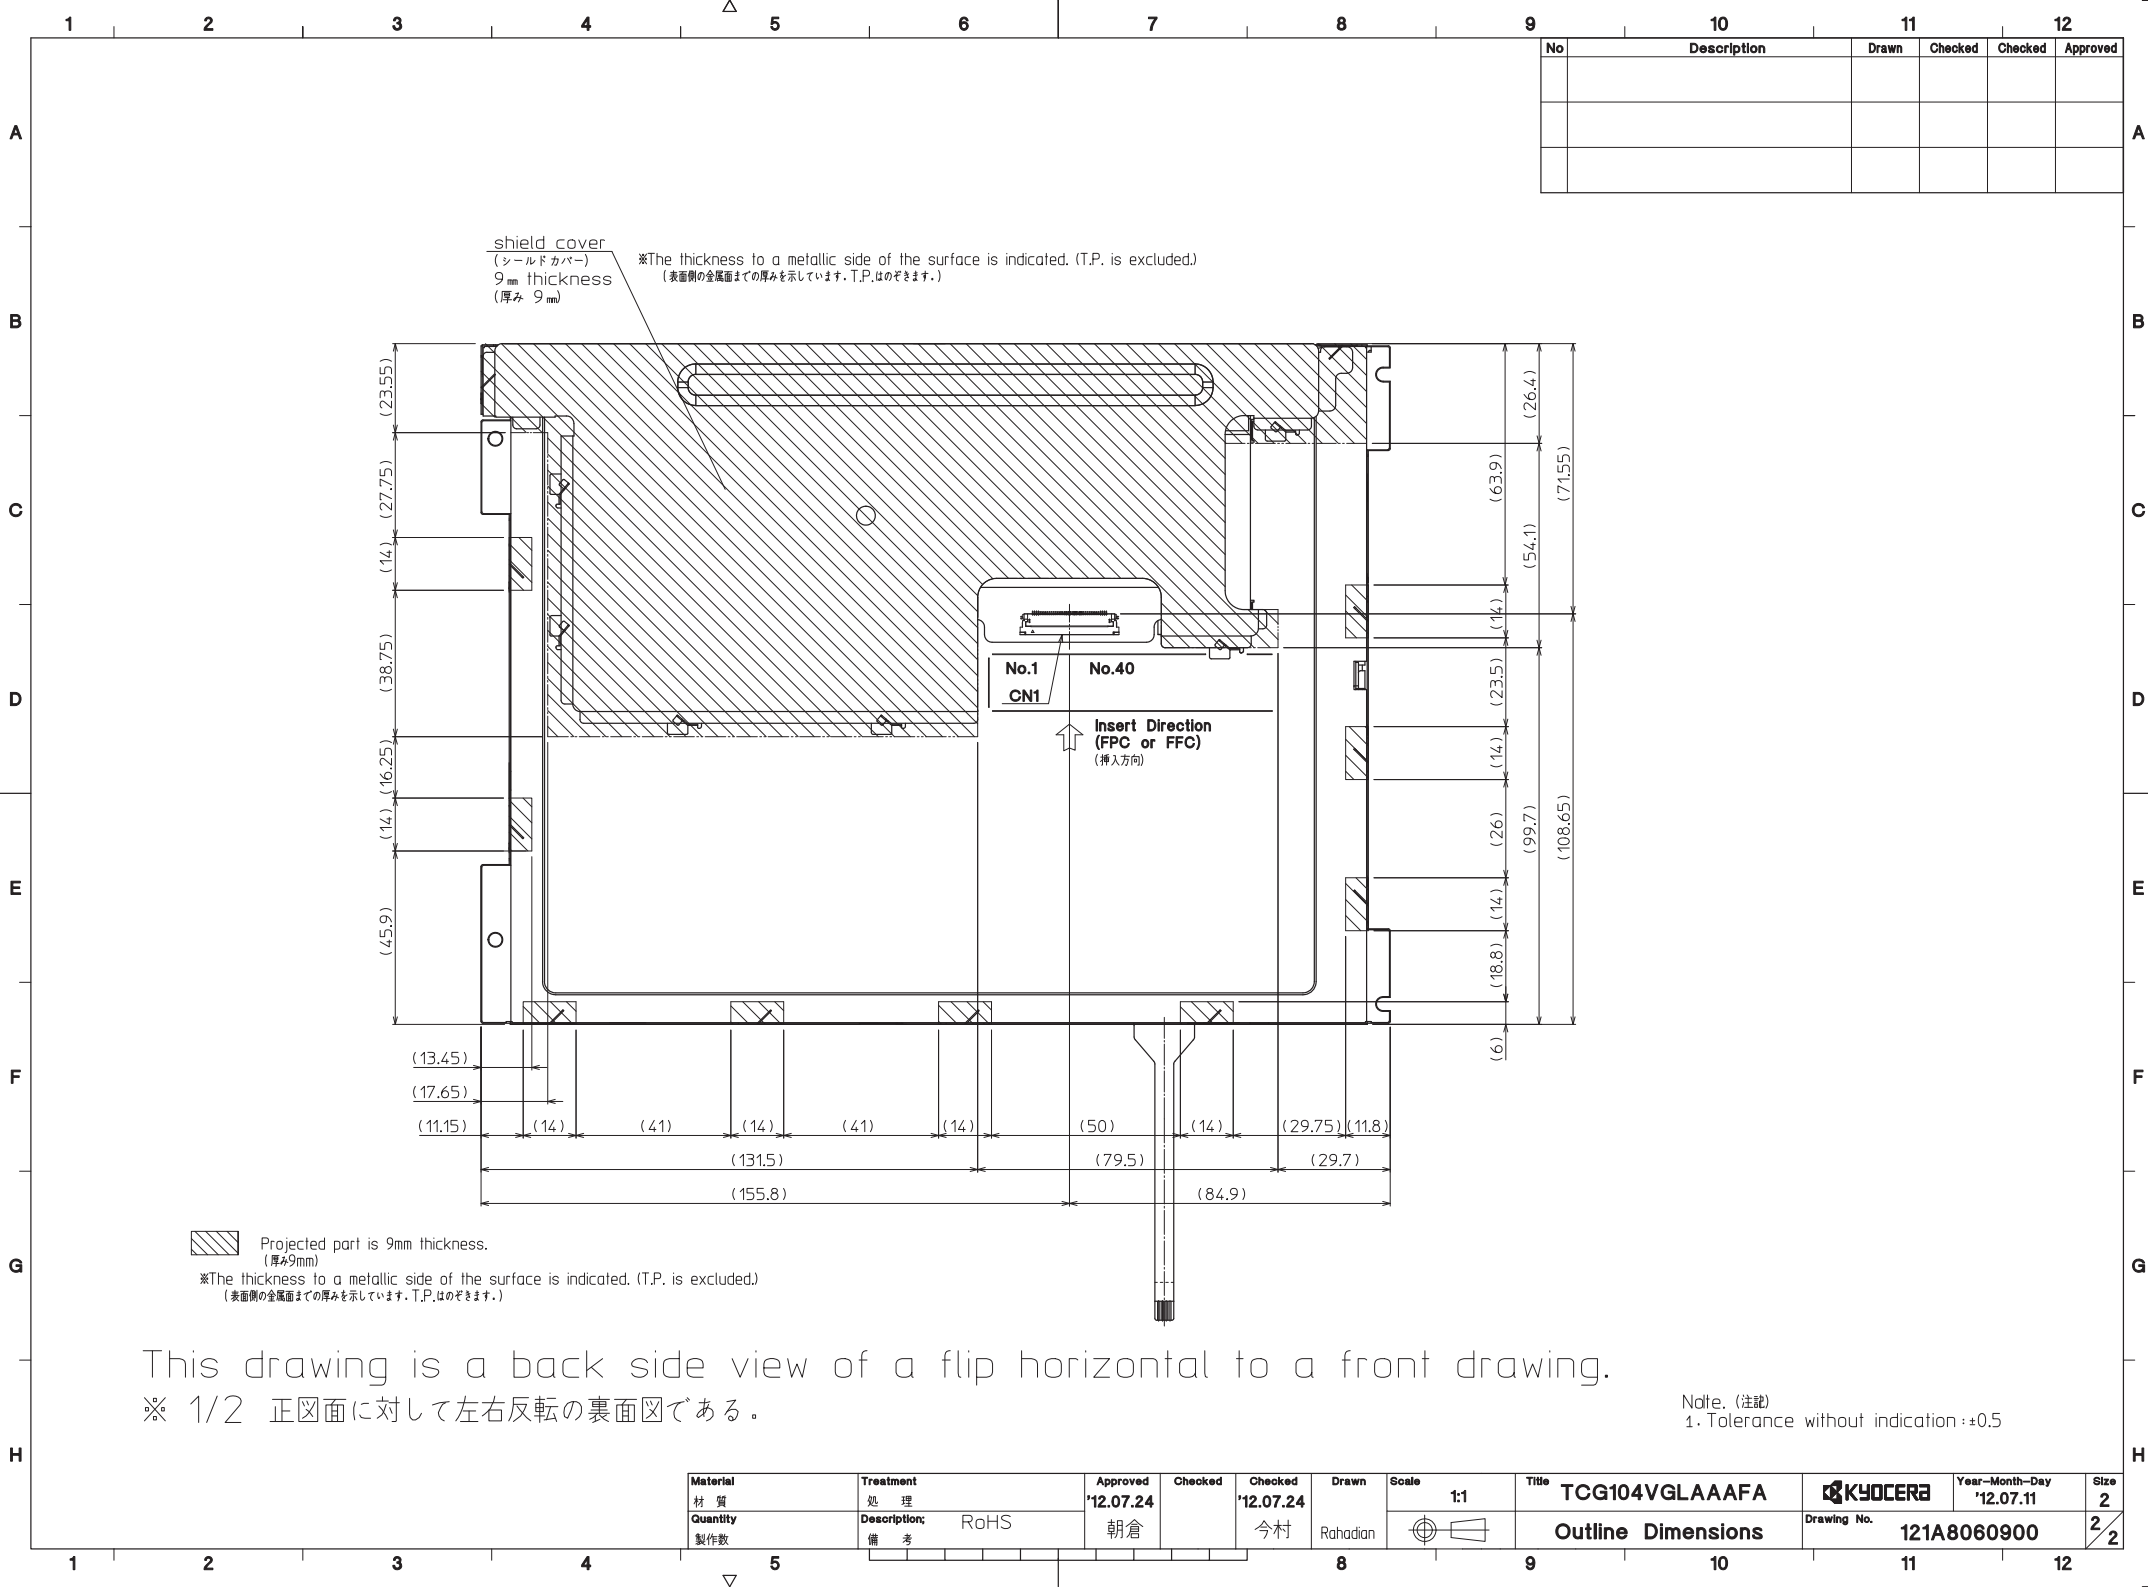 1 2 3 4 5 6 7 8 9 10 11 12
No Description Drawn Checked Checked Approved
A A
B B
C C
D D
E E
F F
G G
H H
shield cover
(シールドカバー)
9㎜ thickness
(厚み 9㎜)
※The thickness to a metallic side of the surface is indicated. (T.P. is excluded.)
(表面側の金属面までの厚みを示しています. T.P.はのぞきます.)
(23.55)
(27.75)
(14)
(38.75)
(16.25)
(14)
(45.9)
(26.4)
(63.9)
(71.55)
(54.1)
(14)
(23.5)
(14)
(26)
(99.7)
(108.65)
(14)
(18.8)
(6)
No.1 No.40
CN1
Insert Direction
(FPC or FFC)
(挿入方向)
(13.45)
(17.65)
(11.15) (14) (41) (14) (41) (14) (50) (14) (29.75) (11.8)
(131.5) (79.5) (29.7)
(155.8) (84.9)
Projected part is 9mm thickness.
(厚み9mm)
※The thickness to a metallic side of the surface is indicated. (T.P. is excluded.)
(表面側の金属面までの厚みを示しています. T.P.はのぞきます.)
This drawing is a back side view of a flip horizontal to a front drawing.
※ 1/2 正図面に対して左右反転の裏面図である.
Note. (注記)
1. Tolerance without indication : ±0.5
Material Treatment Approved Checked Checked Drawn Scale Title Year-Month-Day Size
材 質 処 理 '12.07.24 '12.07.24 1:1 TCG104VGLAAAFA KYOCERA '12.07.11 2
Quantity Description; RoHS 朝倉 今村 Rahadian Outline Dimensions Drawing No. 121A8060900 2/2
製作数 備 考
1 2 3 4 5 8 9 10 11 12